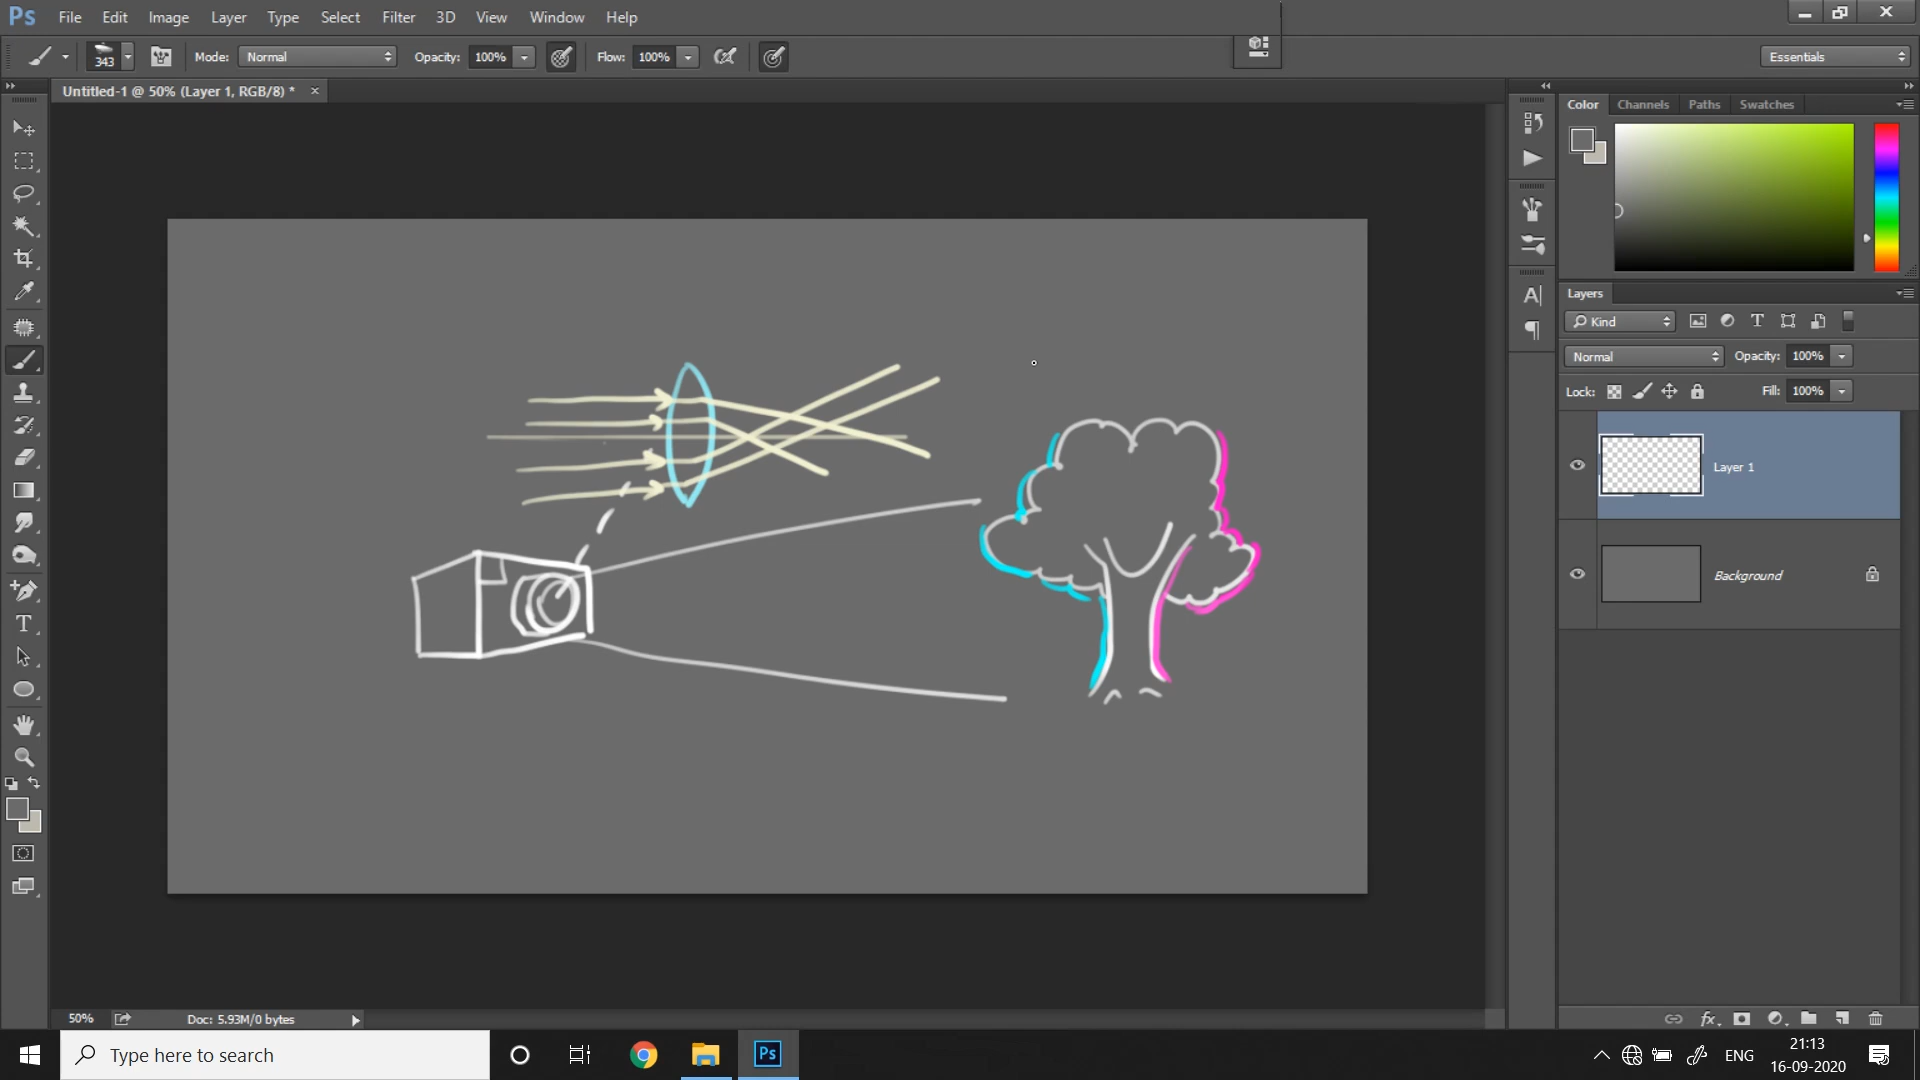 Ps File Edit Image Layer Type Select Filter 3D View Window Help
343 Mode: Normal Opacity: 100% Flow: 100% Essentials
Untitled-1 @ 50% (Layer 1, RGB/8) * ×
Color Channels Paths Swatches
Layers
Kind
Normal Opacity: 100%
Lock: Fill: 100%
Layer 1
Background
50% Doc: 5.93M/0 bytes
Type here to search
Ps
ENG
21:13
16-09-2020